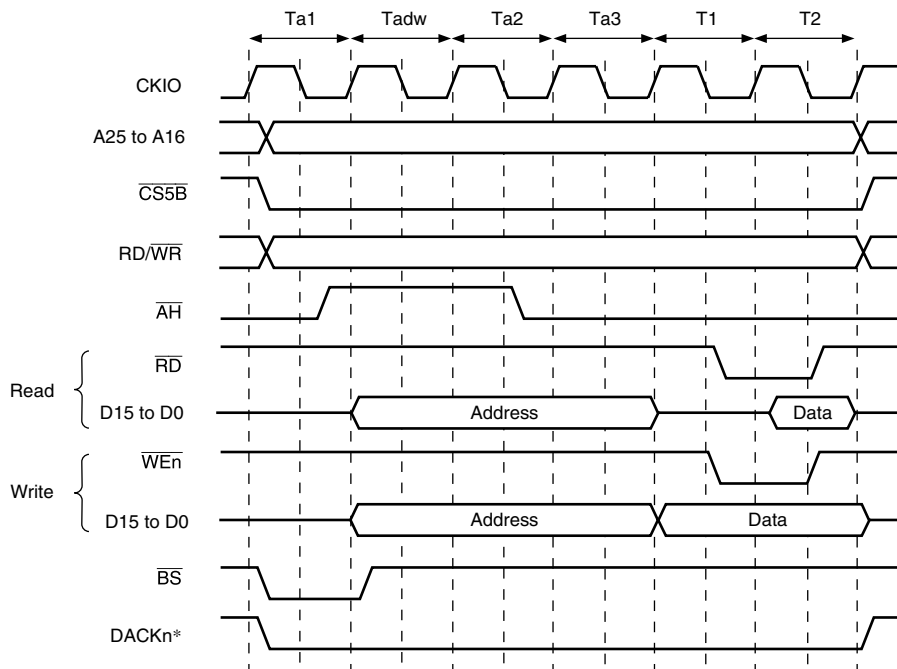 Ta1 Tadw Ta2 Ta3 T1 T2
CKIO
A25 to A16
CS5B
RD/WR
AH
RD
Read
D15 to D0 Address Data
WEn
Write
D15 to D0 Address Data
BS
DACKn*